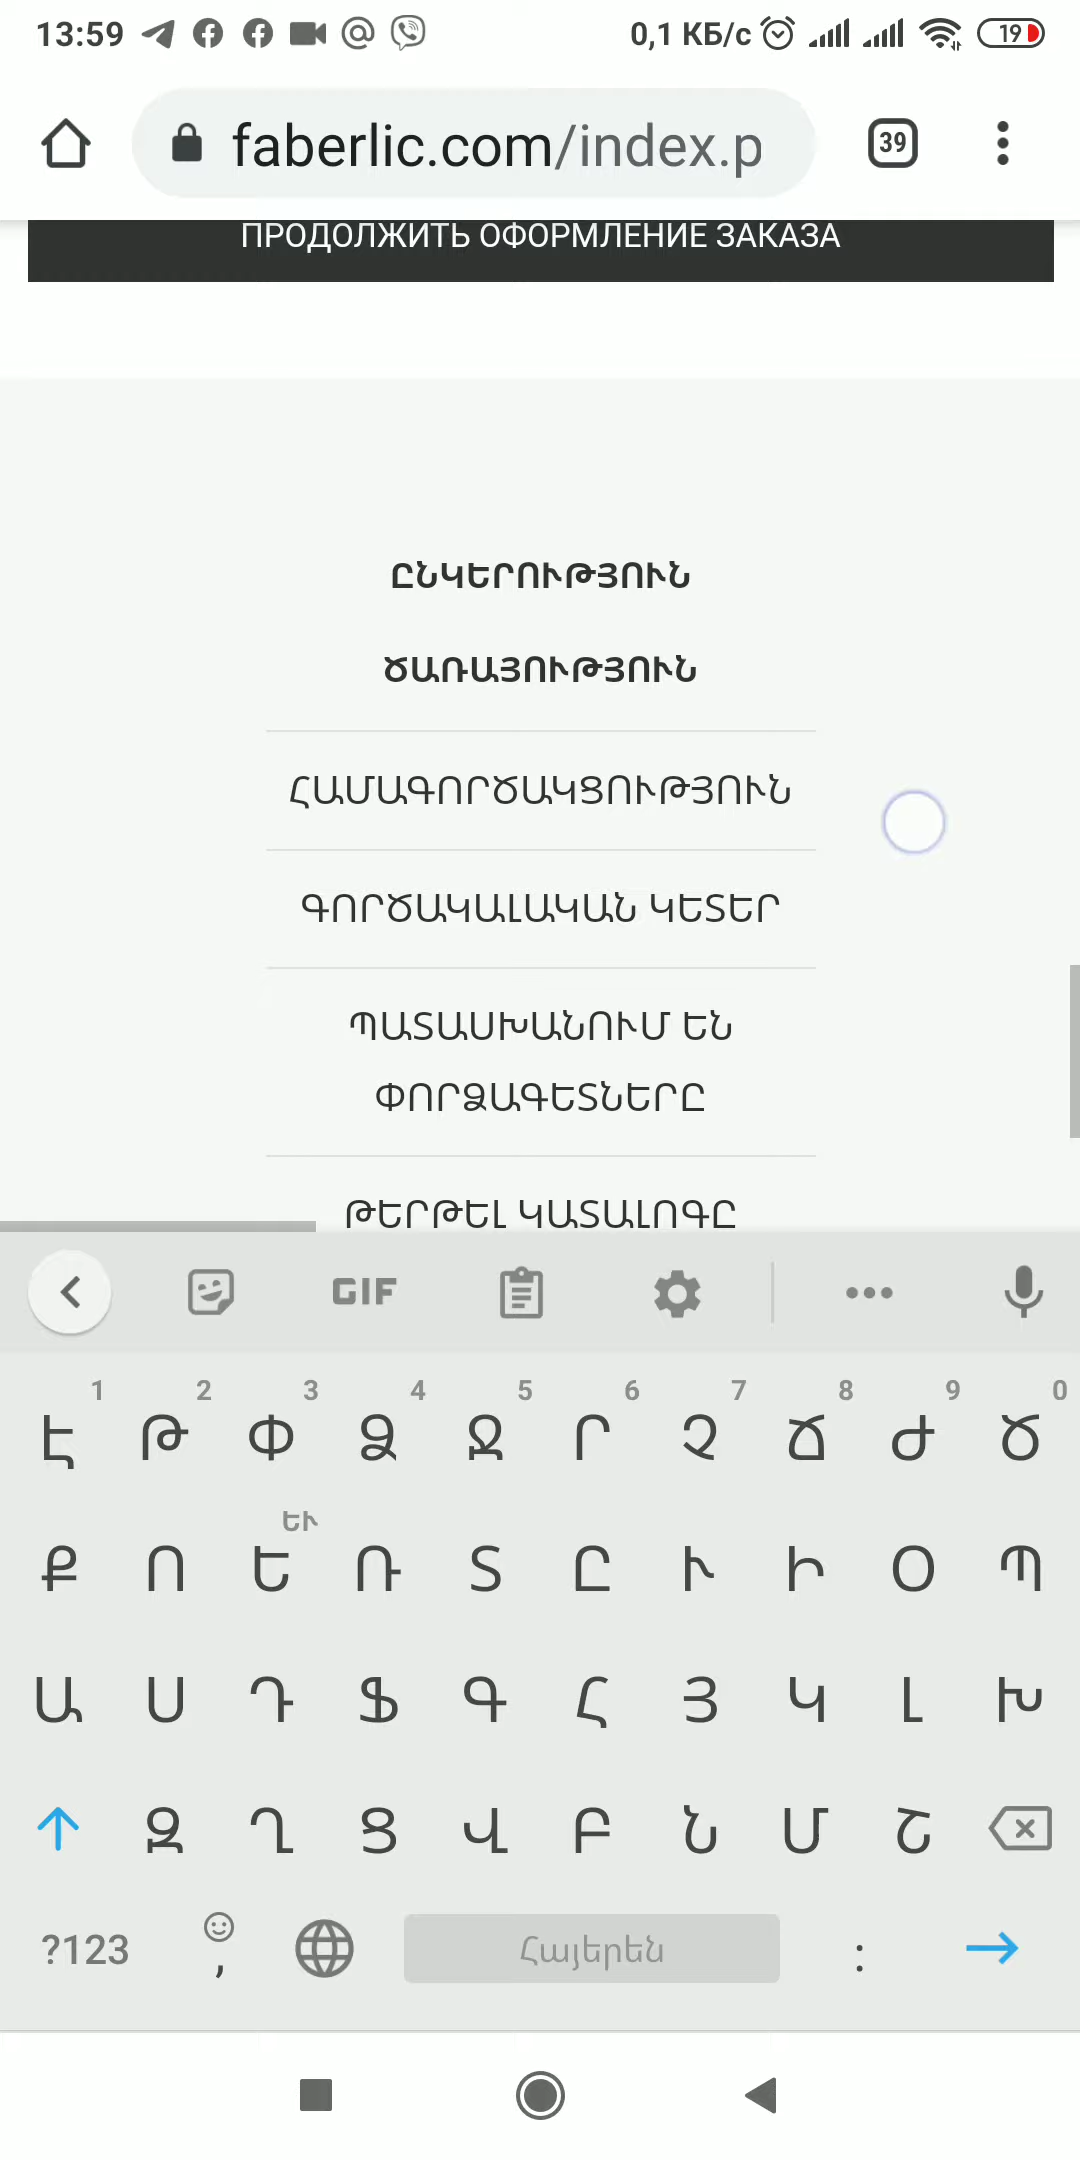 13:59 0,1 КБ/с 19
faberlic.com/index.p 39
ПРОДОЛЖИТЬ ОФОРМЛЕНИЕ ЗАКАЗА
ԸՆԿԵՐՈՒԹՅՈՒՆ
ԾԱՌԱՅՈՒԹՅՈՒՆ
ՀԱՄԱԳՈՐԾԱԿՑՈՒԹՅՈՒՆ
ԳՈՐԾԱԿԱԼԱԿԱՆ ԿԵՏԵՐ
ՊԱՏԱՍԽԱՆՈՒՄ ԵՆ
ՓՈՐՁԱԳԵՏՆԵՐԸ
ԹԵՐԹԵԼ ԿԱՏԱԼՈԳԸ
GIF
1 2 3 4 5 6 7 8 9 0
Է Թ Փ Ձ Ջ Ր Չ Ճ Ժ Ծ
ԵՒ
Ք Ո Ե Ռ Տ Ը Ւ Ի Օ Պ
Ա Ս Դ Ֆ Գ Հ Յ Կ Լ Խ
Զ Ղ Ց Վ Բ Ն Մ Շ
?123 , Հայերեն :